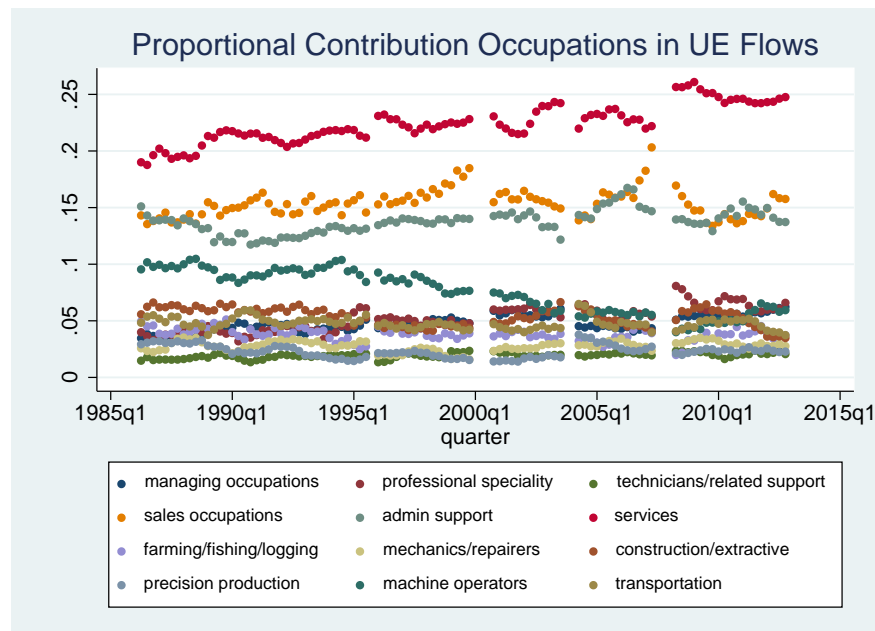 Proportional Contribution Occupations in UE Flows
.25
.2
.15
.1
.05
0
1985q1 1990q1 1995q1 2000q1 2005q1 2010q1 2015q1
quarter
managing occupations professional speciality technicians/related support
sales occupations admin support services
farming/fishing/logging mechanics/repairers construction/extractive
precision production machine operators transportation